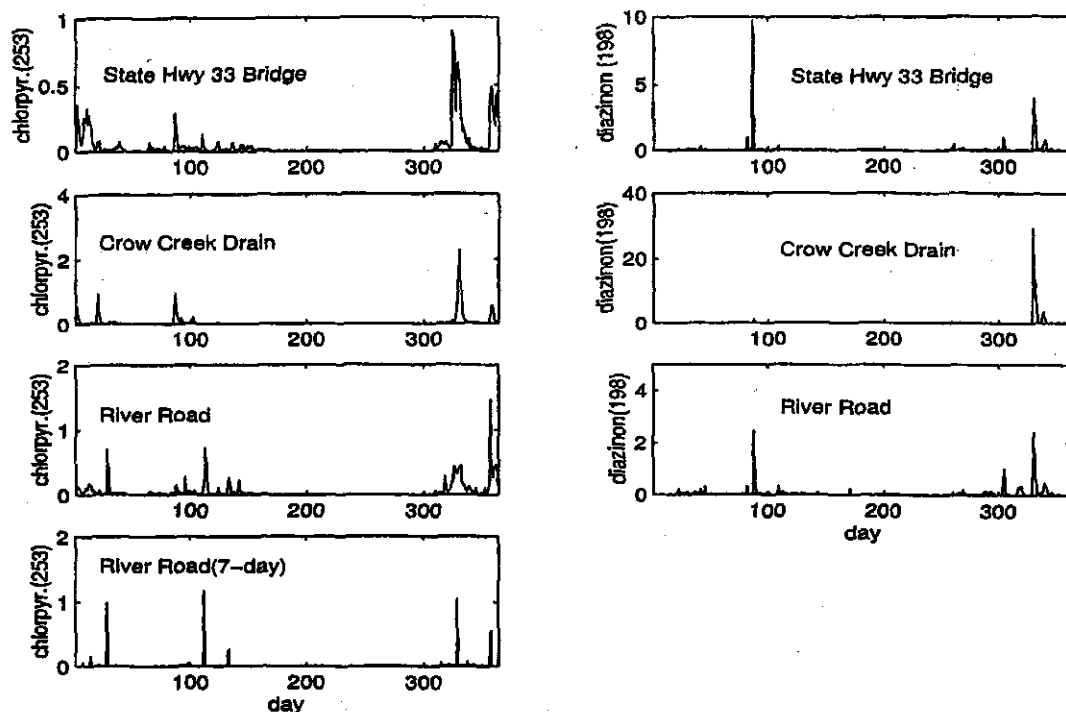 chlorpyr.(253)
1
0.5
0
State Hwy 33 Bridge
100
200
300
chlorpyr.(253)
4
2
0
Crow Creek Drain
100
200
300
chlorpyr.(253)
2
1
0
River Road
100
200
300
chlorpyr.(253)
2
1
0
River Road(7-day)
100
200
300
day
diazinon (198)
10
5
0
State Hwy 33 Bridge
100
200
300
diazinon(198)
40
20
0
Crow Creek Drain
100
200
300
diazinon(198)
4
2
0
River Road
100
200
300
day